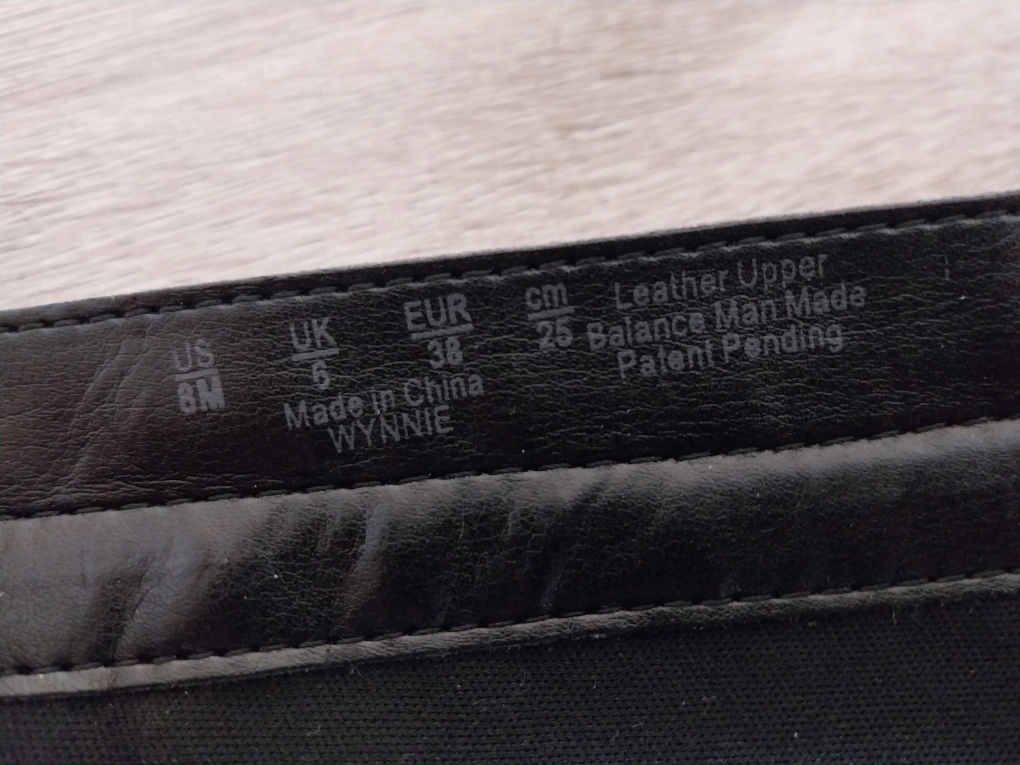 US
8M
UK
5
EUR
38
cm
25
Made in China
WYNNIE
Leather Upper
Balance Man Made
Patent Pending